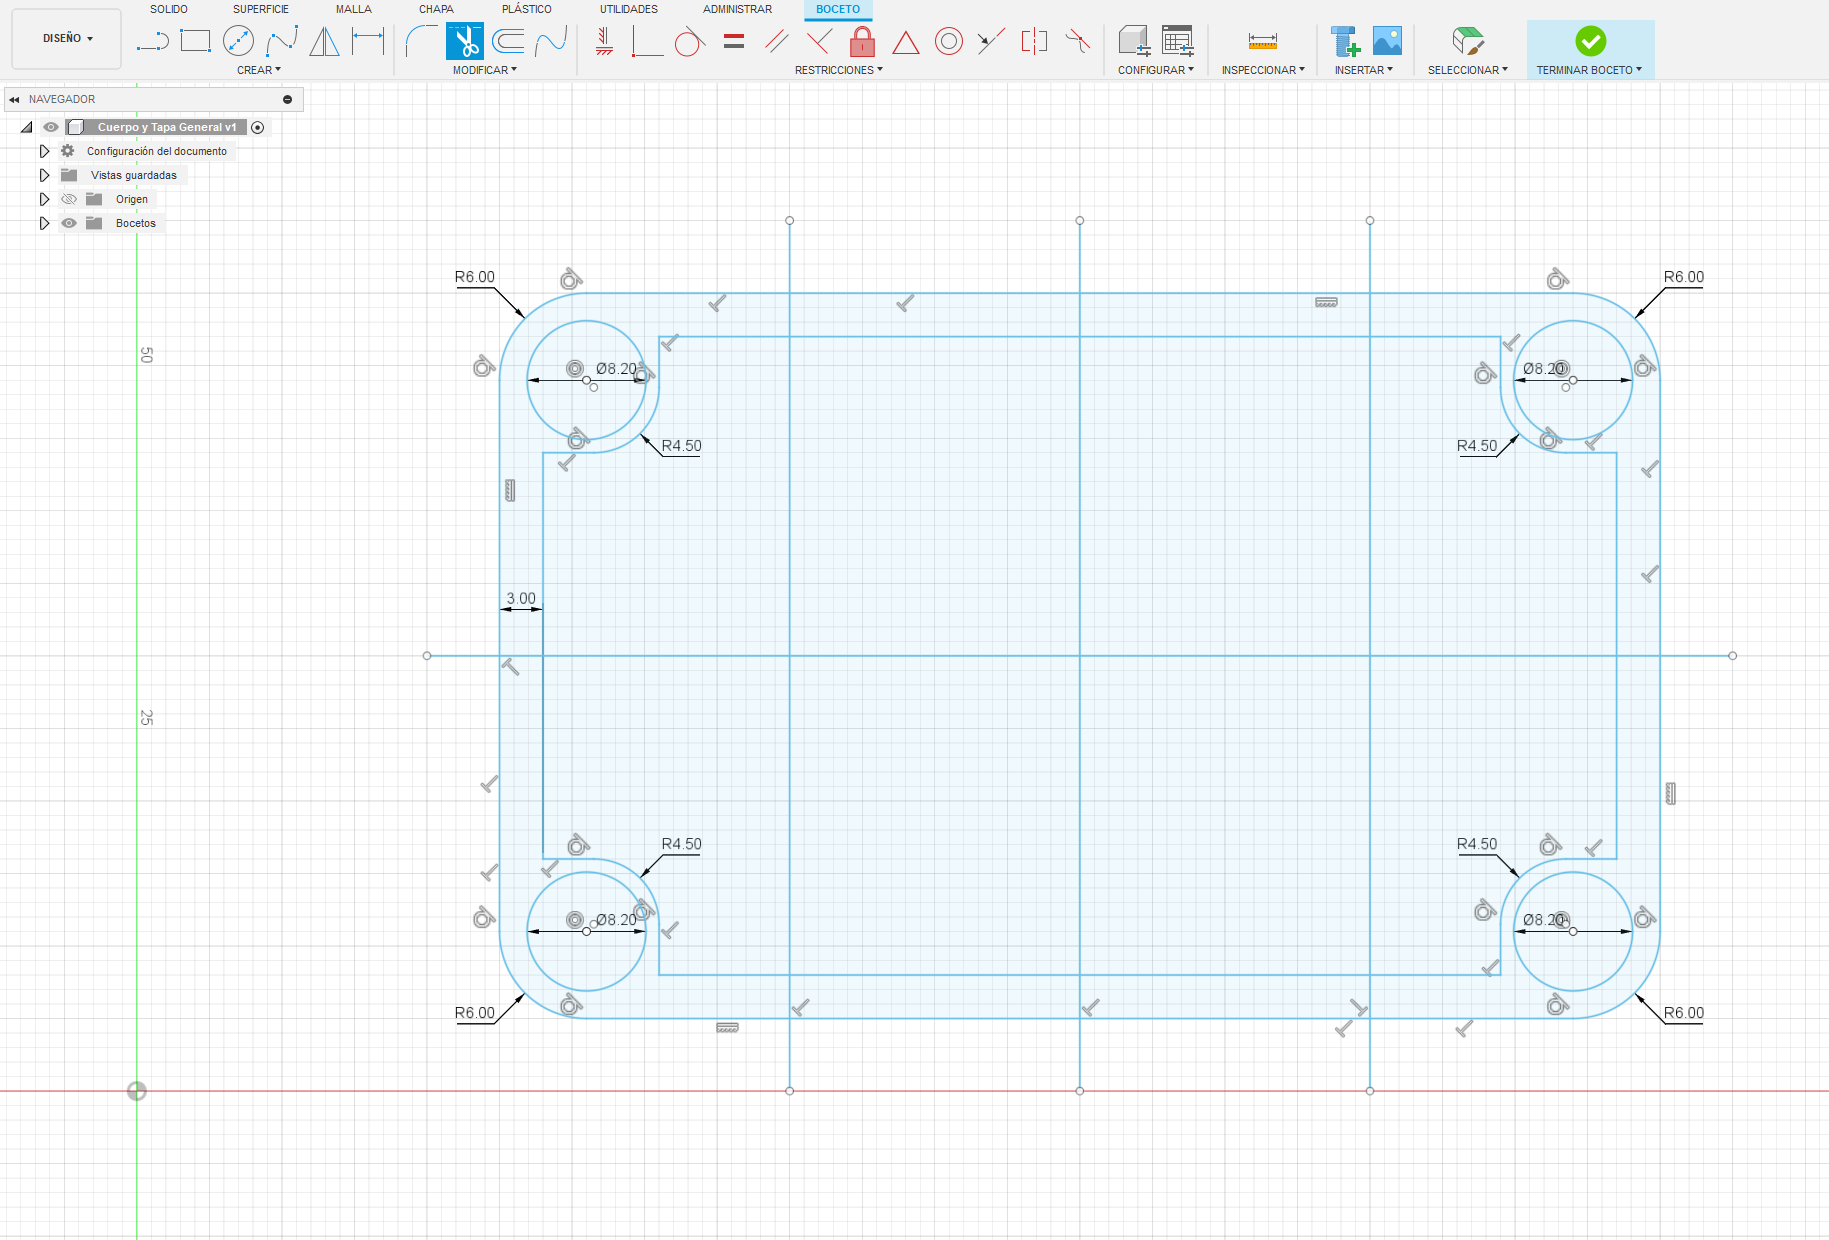 SOLIDO SUPERFICIE MALLA CHAPA PLÁSTICO UTILIDADES ADMINISTRAR BOCETO
DISEÑO
CREAR MODIFICAR RESTRICCIONES CONFIGURAR INSPECCIONAR INSERTAR SELECCIONAR TERMINAR BOCETO
NAVEGADOR
Cuerpo y Tapa General v1
Configuración del documento
Vistas guardadas
Origen
Bocetos
R6.00 R6.00
50
Ø8.20 Ø8.20
R4.50 R4.50
3.00
25
R4.50 R4.50
Ø8.20 Ø8.20
R6.00 R6.00